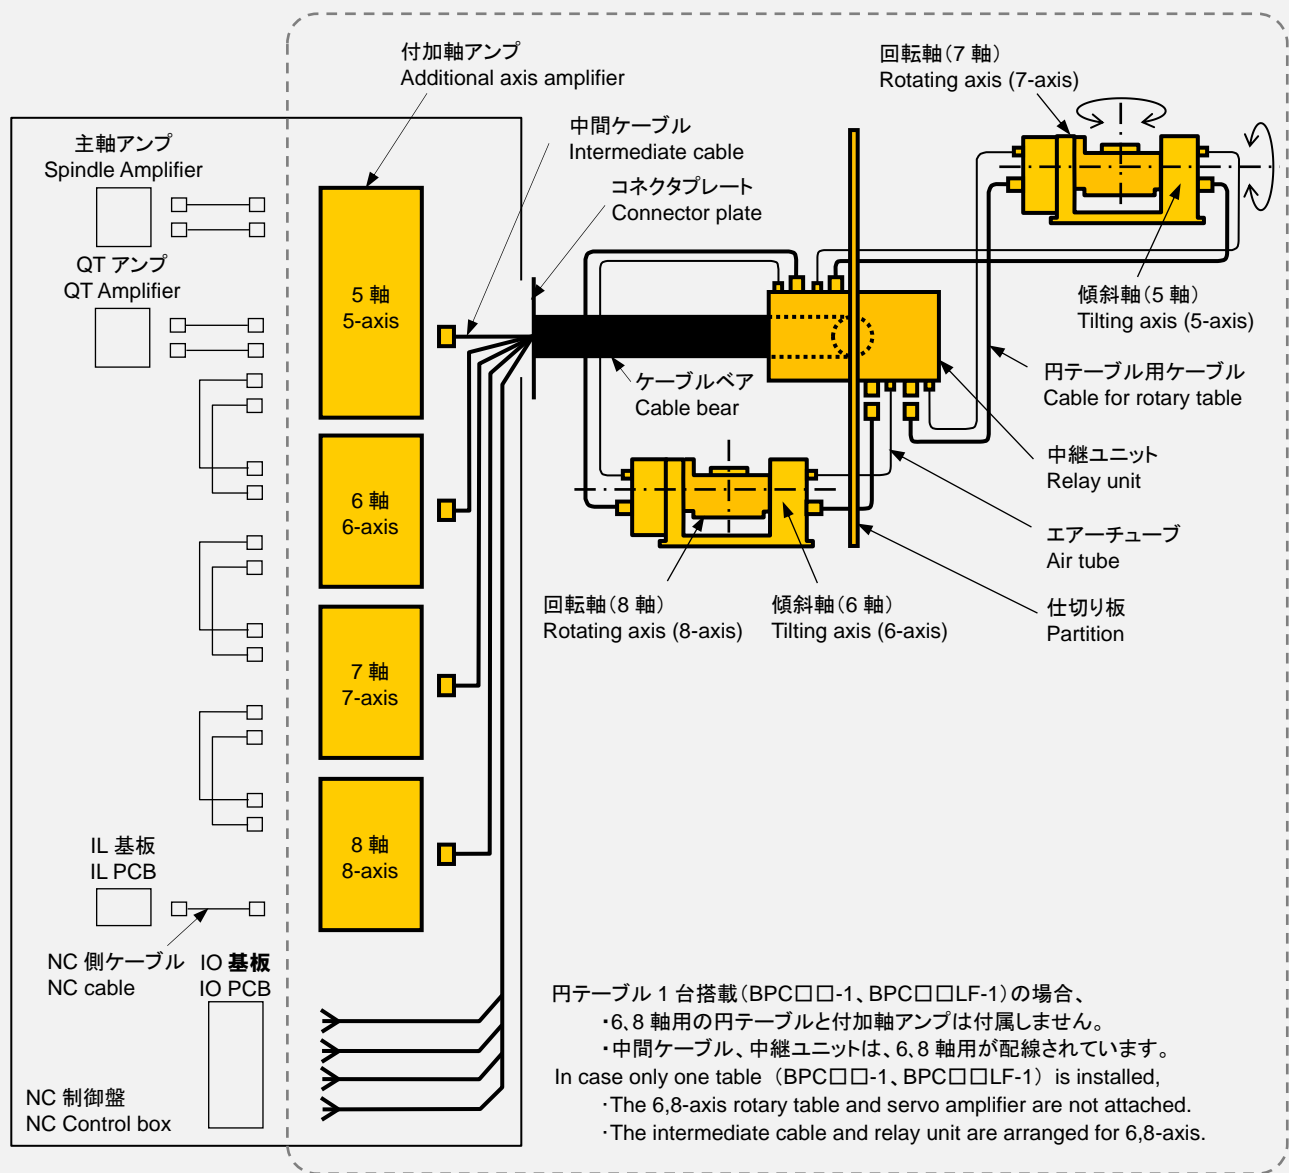 付加軸アンプ
Additional axis amplifier
回転軸(7 軸)
Rotating axis (7-axis)
主軸アンプ
Spindle Amplifier
中間ケーブル
Intermediate cable
コネクタプレート
Connector plate
QT アンプ
QT Amplifier
5 軸
5-axis
傾斜軸(5 軸)
Tilting axis (5-axis)
ケーブルベア
Cable bear
円テーブル用ケーブル
Cable for rotary table
中継ユニット
Relay unit
6 軸
6-axis
エアーチューブ
Air tube
回転軸(8 軸)
Rotating axis (8-axis)
傾斜軸(6 軸)
Tilting axis (6-axis)
仕切り板
Partition
7 軸
7-axis
8 軸
8-axis
IL 基板
IL PCB
NC 側ケーブル
NC cable
IO 基板
IO PCB
NC 制御盤
NC Control box
円テーブル 1 台搭載(BPC□□-1、BPC□□LF-1)の場合、
・6、8 軸用の円テーブルと付加軸アンプは付属しません。
・中間ケーブル、中継ユニットは、6、8 軸用が配線されています。
In case only one table (BPC□□-1、BPC□□LF-1) is installed,
·The 6,8-axis rotary table and servo amplifier are not attached.
·The intermediate cable and relay unit are arranged for 6,8-axis.